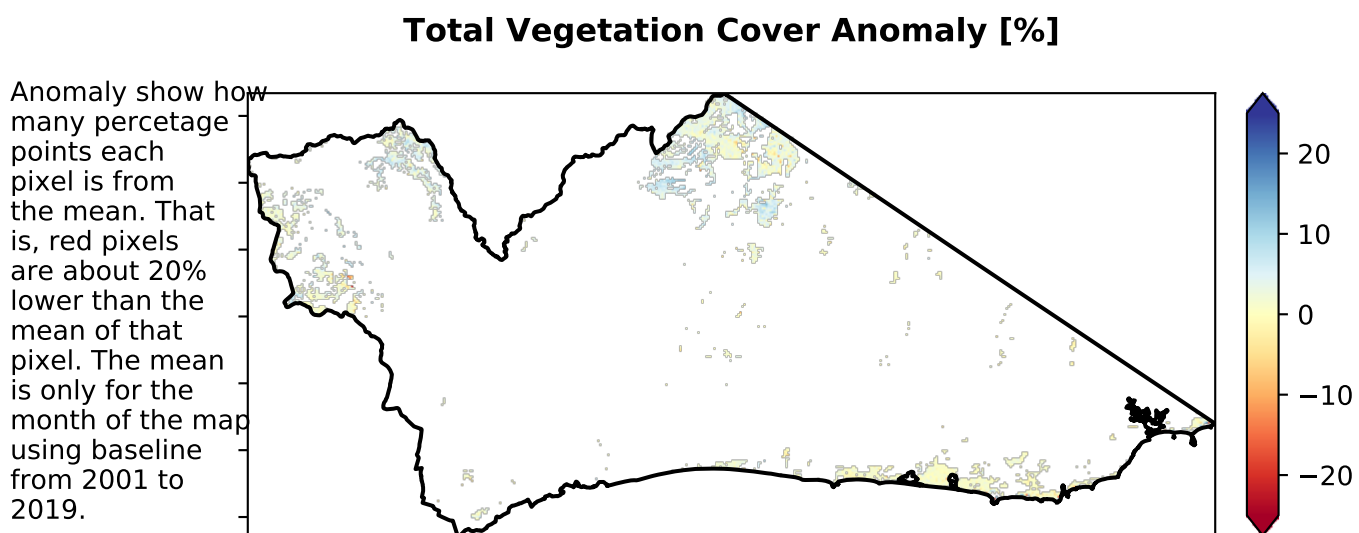 Total Vegetation Cover Anomaly [%]
Anomaly show how
many percetage
points each
pixel is from
the mean. That
is, red pixels
are about 20%
lower than the
mean of that
pixel. The mean
is only for the
month of the map
using baseline
from 2001 to
2019.
20
10
0
−10
−20